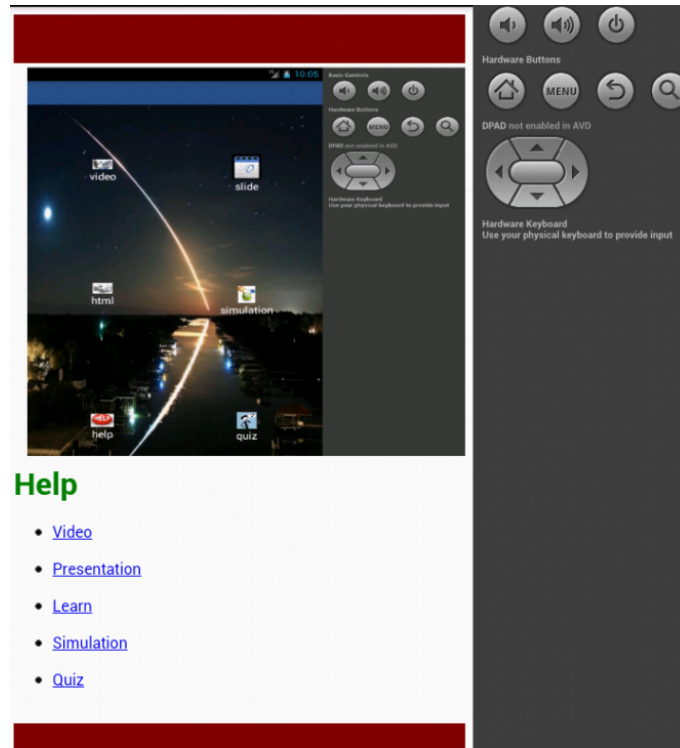 10:05
Basic Controls
Hardware Buttons
MENU
DPAD not enabled in AVD
Hardware Keyboard
Use your physical keyboard to provide input
video
slide
html
simulation
HELP
help
quiz
Help
Video
Presentation
Learn
Simulation
Quiz
Hardware Buttons
MENU
DPAD not enabled in AVD
Hardware Keyboard
Use your physical keyboard to provide input